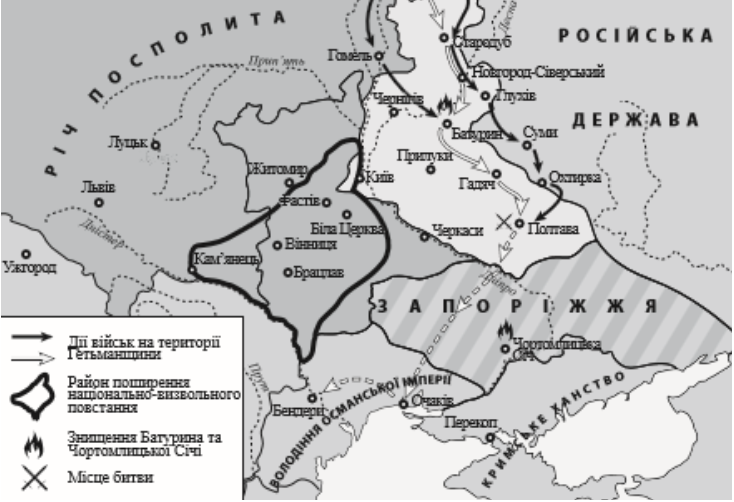 РІЧ ПОСПОЛИТА
РОСІЙСЬКА
ДЕРЖАВА
Десна
Стародуб
Гомель
Прип'ять
Новгород-Сіверський
Чернігів
Глухів
Батурин
Суми
Луцьк
Прилуки
Житомир
Київ
Гадяч
Охтирка
Львів
Фастів
Біла Церква
Полтава
Дністер
Черкаси
Вінниця
Ужгород
Кам'янець
Брацлав
Дніпро
ЗАПОРІЖЖЯ
Чортомлицька
Січ
Прут
ВОЛОДІННЯ ОСМАНСЬКОЇ ІМПЕРІЇ
Бендери
Очаків
Перекоп
КРИМСЬКЕ ХАНСТВО
Дії військ на території
Гетьманщини
Район поширення
національно-визвольного
повстання
Знищення Батурина та
Чортомлицької Січі
Місце битви